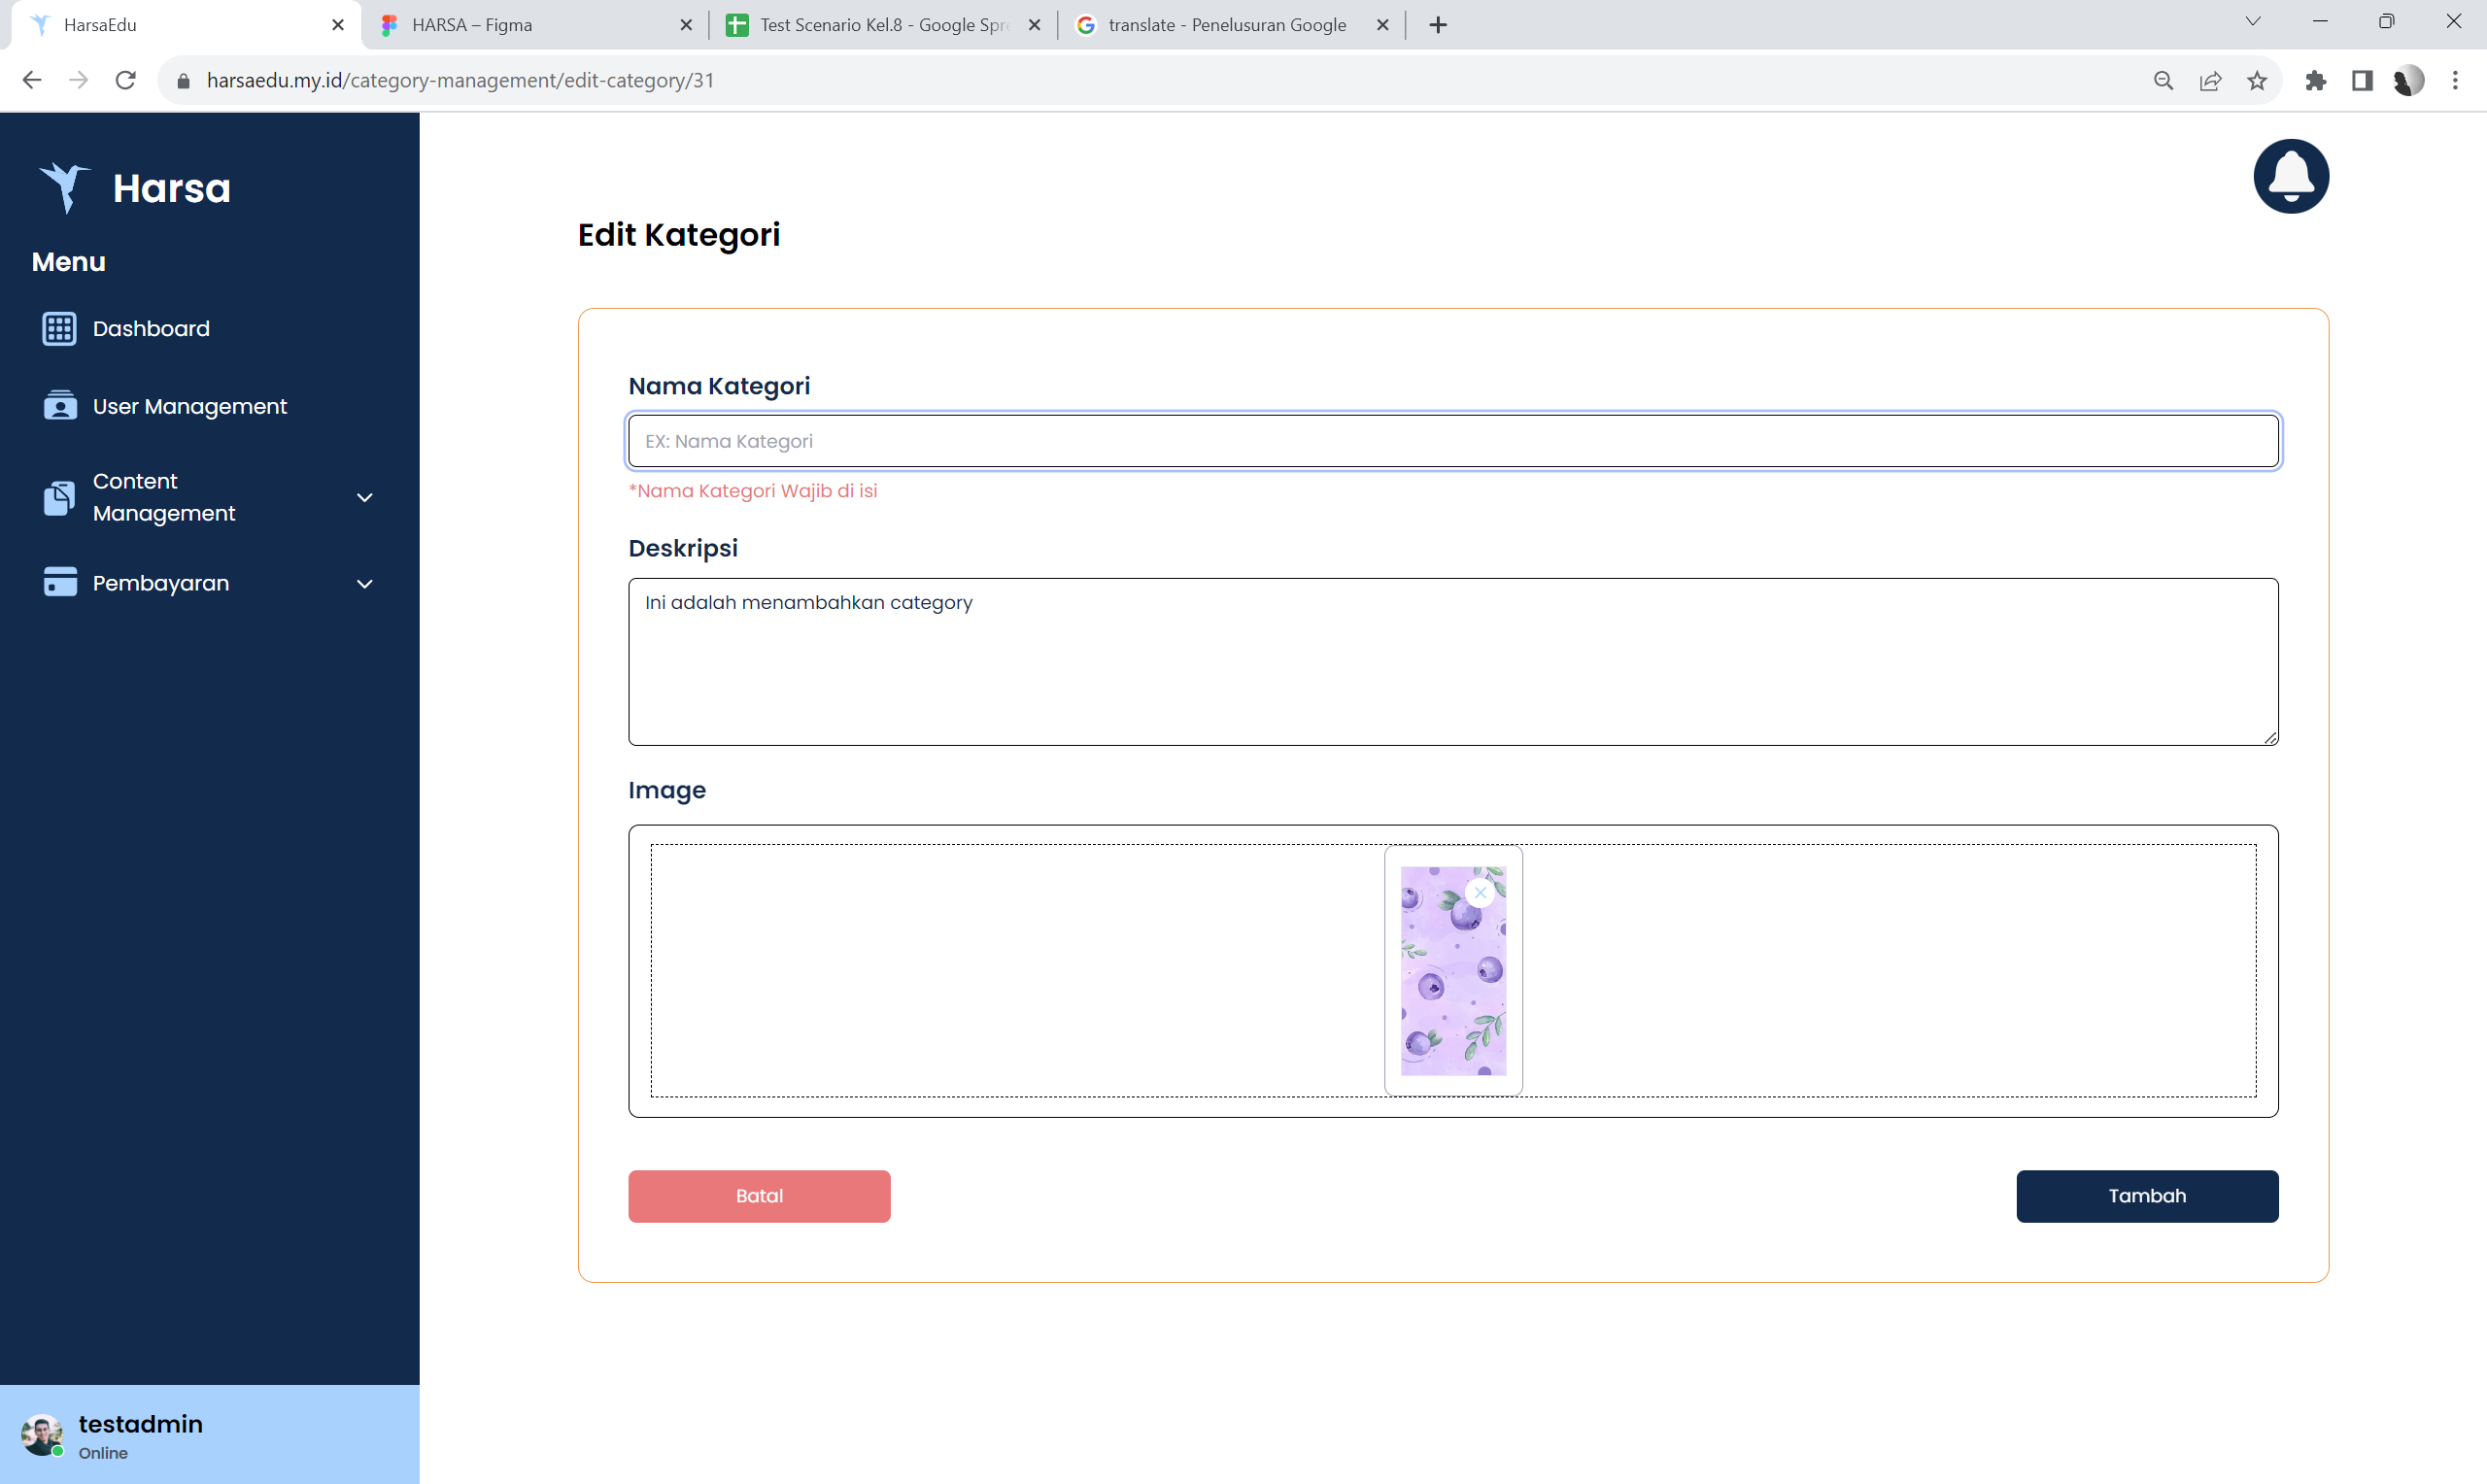 HarsaEdu
HARSA – Figma
Test Scenario Kel.8 - Google Spre
translate - Penelusuran Google
harsaedu.my.id/category-management/edit-category/31
Harsa
Menu
Dashboard
User Management
Content
Management
Pembayaran
testadmin
Online
Edit Kategori
Nama Kategori
EX: Nama Kategori
*Nama Kategori Wajib di isi
Deskripsi
Ini adalah menambahkan category
Image
Batal
Tambah